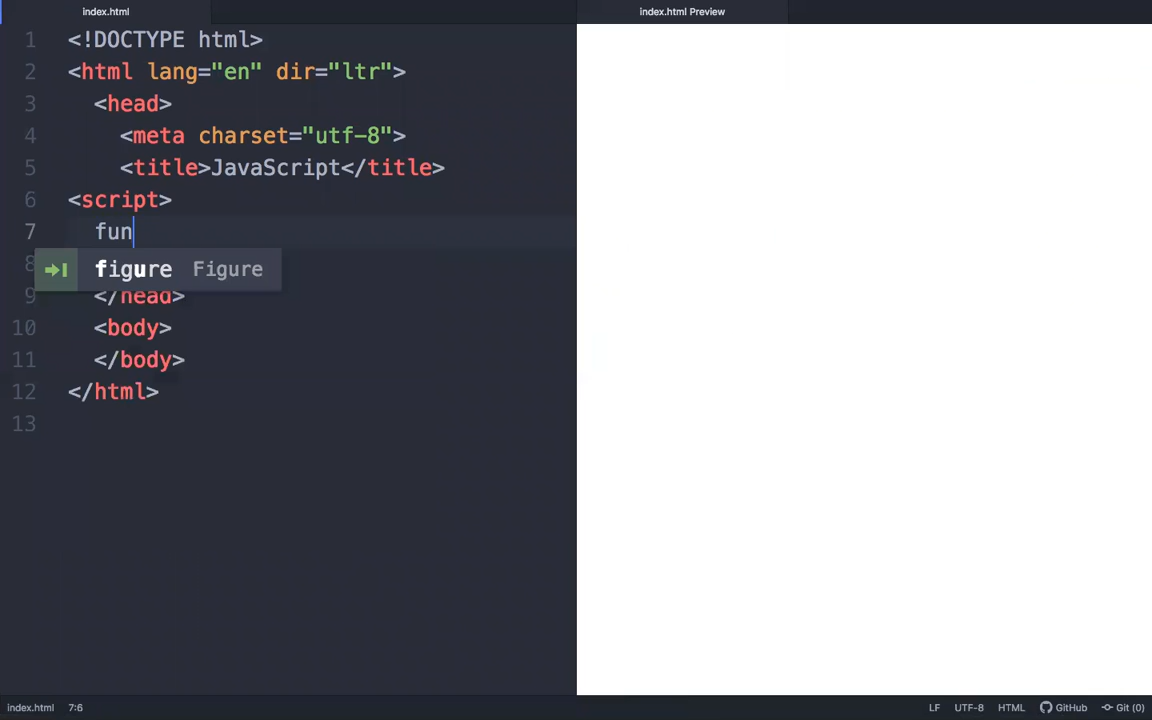 index.html
index.html Preview
1 <!DOCTYPE html>
2 <html lang="en" dir="ltr">
3 <head>
4 <meta charset="utf-8">
5 <title>JavaScript</title>
6 <script>
7 fun
8 figure Figure
9 </head>
10 <body>
11 </body>
12 </html>
13
index.html 7:6 LF UTF-8 HTML GitHub Git (0)